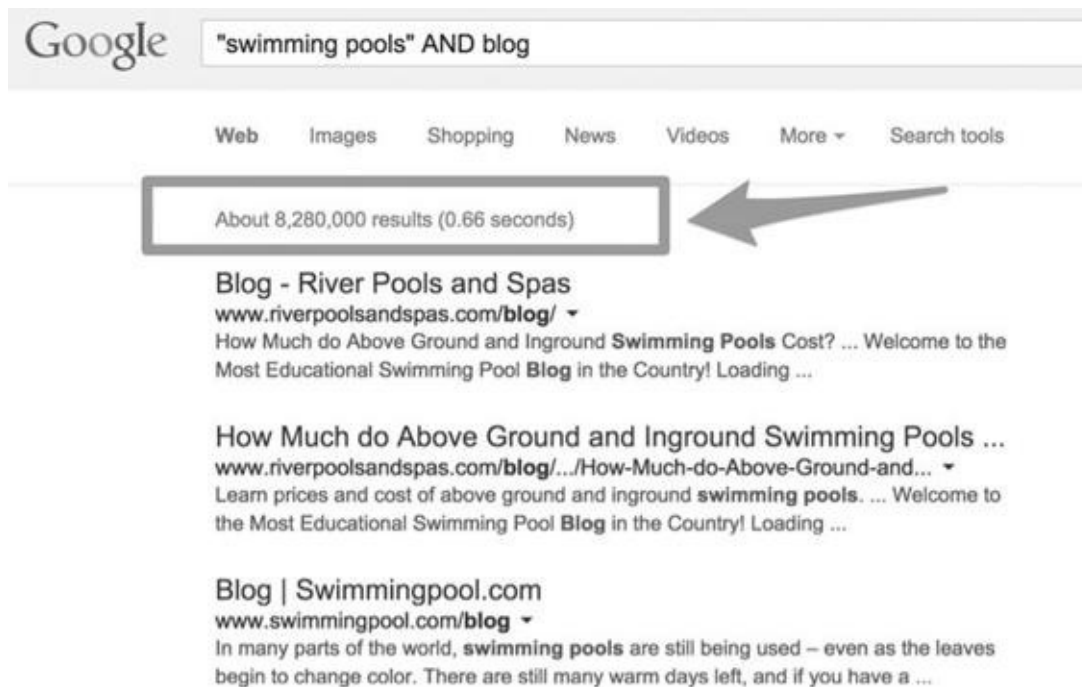 Google "swimming pools" AND blog
Web Images Shopping News Videos More Search tools
About 8,280,000 results (0.66 seconds)
Blog - River Pools and Spas
www.riverpoolsandspas.com/blog/
How Much do Above Ground and Inground Swimming Pools Cost? ... Welcome to the
Most Educational Swimming Pool Blog in the Country! Loading ...
How Much do Above Ground and Inground Swimming Pools ...
www.riverpoolsandspas.com/blog/.../How-Much-do-Above-Ground-and...
Learn prices and cost of above ground and inground swimming pools. ... Welcome to
the Most Educational Swimming Pool Blog in the Country! Loading ...
Blog | Swimmingpool.com
www.swimmingpool.com/blog
In many parts of the world, swimming pools are still being used – even as the leaves
begin to change color. There are still many warm days left, and if you have a ...